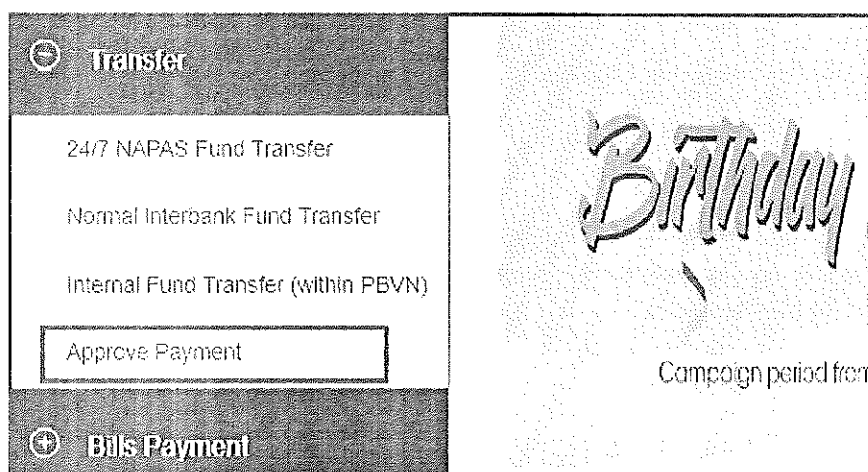 Transfer
24/7 NAPAS Fund Transfer
Normal Interbank Fund Transfer
Internal Fund Transfer (within PBVN)
Approve Payment
Bills Payment
Birthday
Campaign period from